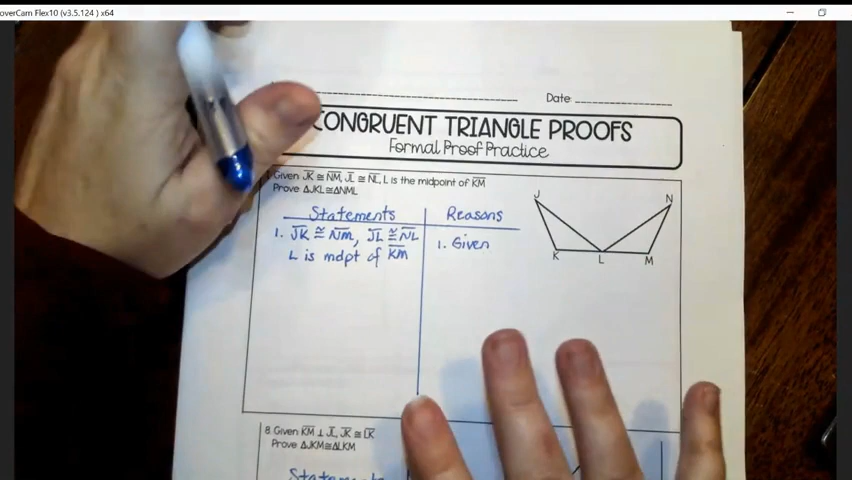 overCam Flex10 (v3.5.124 ) x64
Date:
CONGRUENT TRIANGLE PROOFS
Formal Proof Practice
Given JK ≅ NM, JL ≅ NL, L is the midpoint of KM
Prove ΔJKL≅ΔNML
Statements Reasons
1. JK ≅ NM, JL ≅ NL 1. Given
L is mdpt of KM
J N
K L M
8. Given KM ⊥ JL, JK ≅ LK
Prove ΔJKM≅ΔLKM
Statements